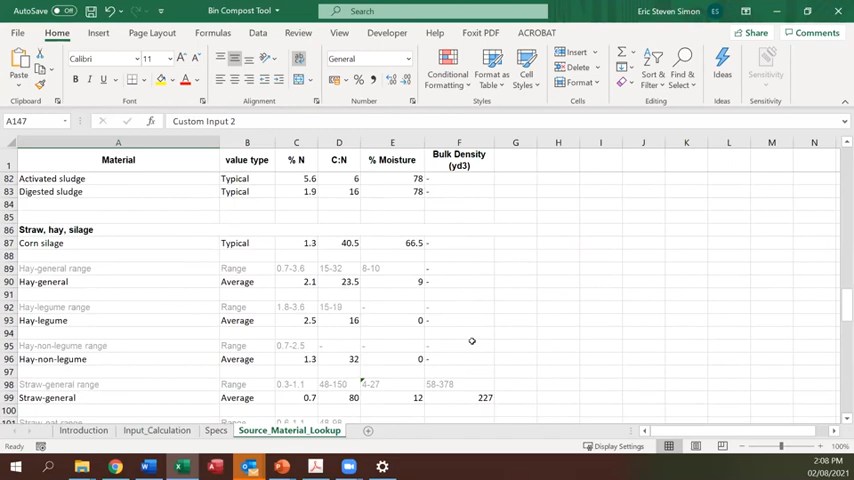 AutoSave Off Bin Compost Tool Search Eric Steven Simon ES
File Home Insert Page Layout Formulas Data Review View Developer Foxit PDF ACROBAT Share Comments
Paste Calibri 11 A A General Conditional Formatting Format as Table Cell Styles Insert Delete Format Sort & Filter Find & Select Ideas Sensitivity
B I U A $ % 9
Clipboard Font Alignment Number Styles Cells Editing Ideas Sensitivity
A147 fx Custom Input 2
A B C D E F G H I J K L M N
1 Material value type % N C:N % Moisture Bulk Density (yd3)
82 Activated sludge Typical 5.6 6 78 -
83 Digested sludge Typical 1.9 16 78 -
84
85
86 Straw, hay, silage
87 Corn silage Typical 1.3 40.5 66.5 -
88
89 Hay-general range Range 0.7-3.6 15-32 8-10 -
90 Hay-general Average 2.1 23.5 9 -
91
92 Hay-legume range Range 1.8-3.6 15-19 - -
93 Hay-legume Average 2.5 16 0 -
94
95 Hay-non-legume range Range 0.7-2.5 - - -
96 Hay-non-legume Average 1.3 32 0 -
97
98 Straw-general range Range 0.3-1.1 48-150 4-27 58-378
99 Straw-general Average 0.7 80 12 227
100
Introduction Input_Calculation Specs Source_Material_Lookup
Ready Display Settings 100%
2:08 PM
02/08/2021